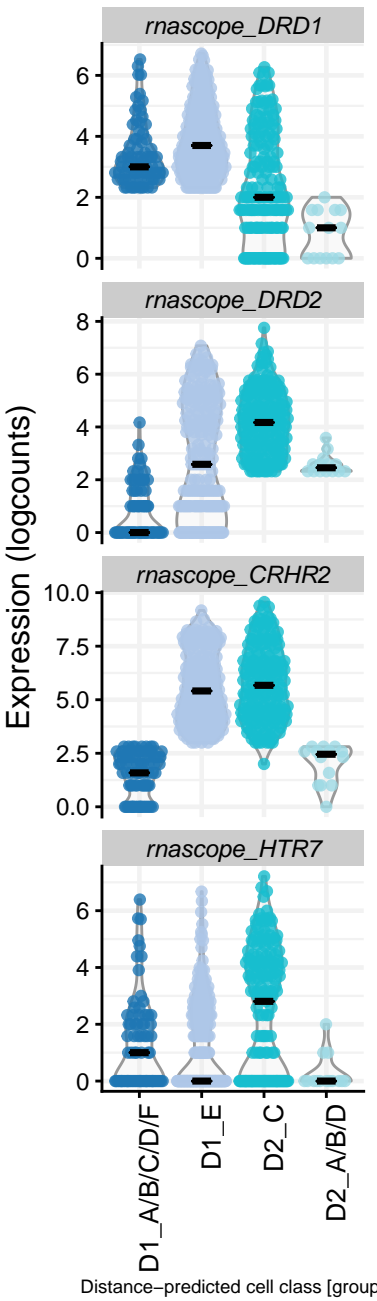 rnascope_DRD1
6
4
2
0
rnascope_DRD2
8
6
4
2
0
rnascope_CRHR2
10.0
7.5
5.0
2.5
0.0
rnascope_HTR7
6
4
2
0
Expression (logcounts)
D1_A/B/C/D/F
D1_E
D2_C
D2_A/B/D
Distance−predicted cell class [group